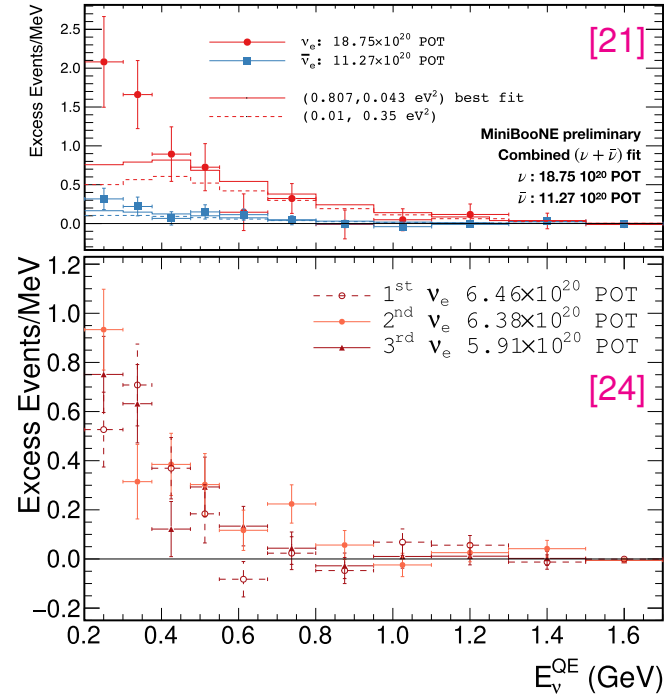 Excess Events/MeV
2.5
2.0
1.5
1.0
0.5
0.0
νₑ: 18.75×10²⁰ POT
ν̅ₑ: 11.27×10²⁰ POT
(0.807,0.043 eV²) best fit
(0.01, 0.35 eV²)
[21]
MiniBooNE preliminary
Combined (ν + ν̅) fit
ν : 18.75 10²⁰ POT
ν̅ : 11.27 10²⁰ POT
Excess Events/MeV
1.2
1.0
0.8
0.6
0.4
0.2
0.0
−0.2
1ˢᵗ νₑ 6.46×10²⁰ POT
2ⁿᵈ νₑ 6.38×10²⁰ POT
3ʳᵈ νₑ 5.91×10²⁰ POT
[24]
0.2 0.4 0.6 0.8 1.0 1.2 1.4 1.6
E_ν^QE (GeV)